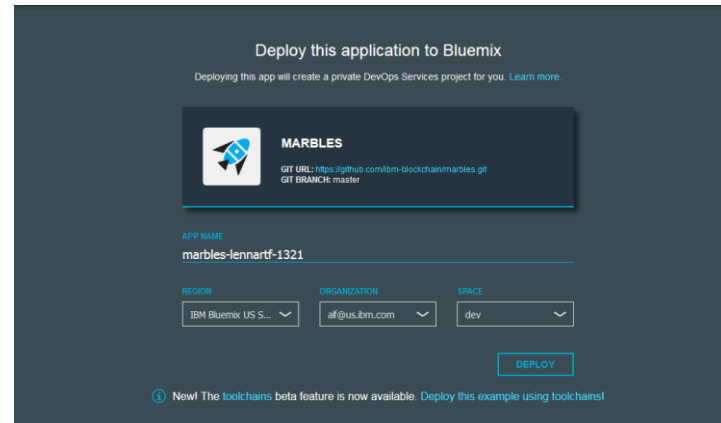 Deploy this application to Bluemix
Deploying this app will create a private DevOps Services project for you. Learn more.
MARBLES
GIT URL: https://github.com/ibm-blockchain/marbles.git
GIT BRANCH: master
APP NAME
marbles-lennartf-1321
REGION ORGANIZATION SPACE
IBM Bluemix US S... alf@us.ibm.com dev
DEPLOY
New! The toolchains beta feature is now available. Deploy this example using toolchains!